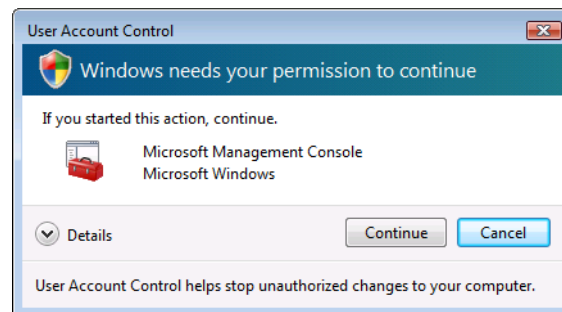 User Account Control
Windows needs your permission to continue
If you started this action, continue.
Microsoft Management Console
Microsoft Windows
Details
Continue
Cancel
User Account Control helps stop unauthorized changes to your computer.